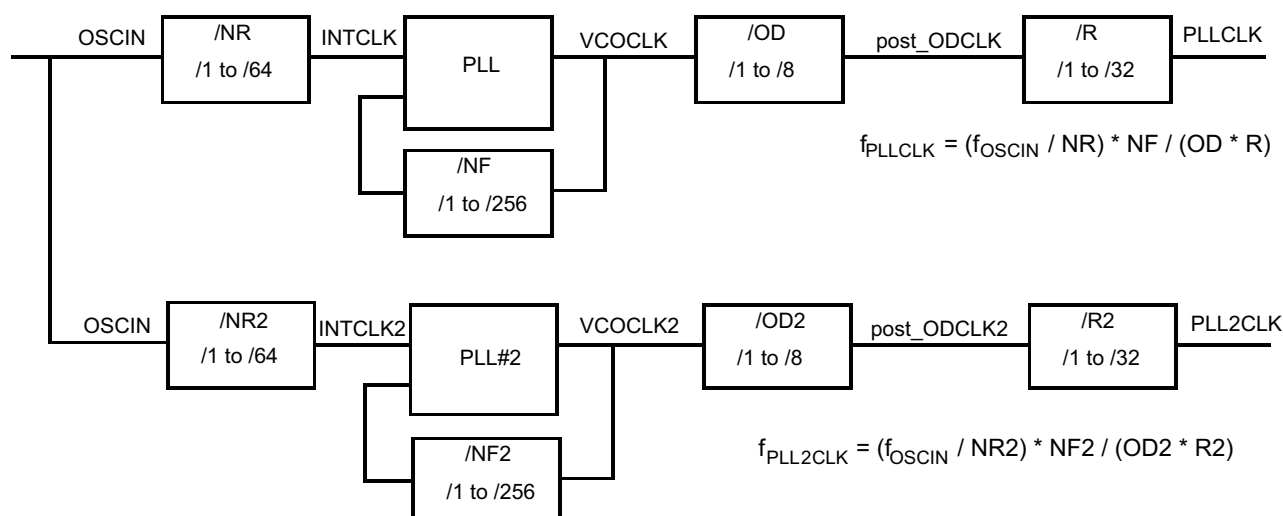 OSCIN
/NR
/1 to /64
INTCLK
PLL
/NF
/1 to /256
VCOCLK
/OD
/1 to /8
post_ODCLK
/R
/1 to /32
PLLCLK
fPLLCLK = (fOSCIN / NR) * NF / (OD * R)
OSCIN
/NR2
/1 to /64
INTCLK2
PLL#2
/NF2
/1 to /256
VCOCLK2
/OD2
/1 to /8
post_ODCLK2
/R2
/1 to /32
PLL2CLK
fPLL2CLK = (fOSCIN / NR2) * NF2 / (OD2 * R2)